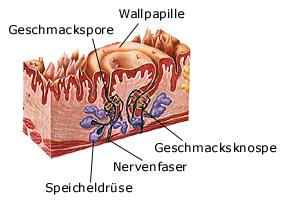 Wallpapille
Geschmackspore
Geschmacksknospe
Nervenfaser
Speicheldrüse